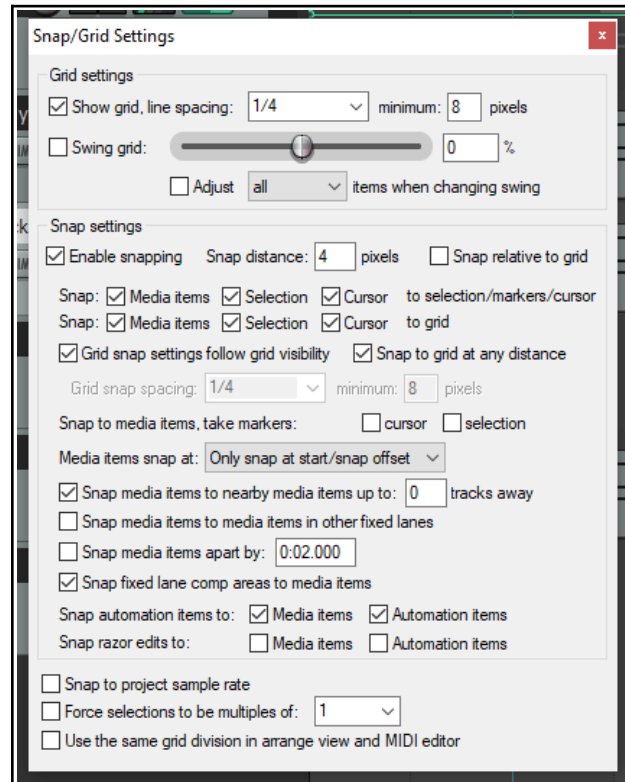 Snap/Grid Settings
x
Grid settings
Show grid, line spacing: 1/4 minimum: 8 pixels
Swing grid: 0 %
Adjust all items when changing swing
Snap settings
Enable snapping Snap distance: 4 pixels Snap relative to grid
Snap: Media items Selection Cursor to selection/markers/cursor
Snap: Media items Selection Cursor to grid
Grid snap settings follow grid visibility Snap to grid at any distance
Grid snap spacing: 1/4 minimum: 8 pixels
Snap to media items, take markers: cursor selection
Media items snap at: Only snap at start/snap offset
Snap media items to nearby media items up to: 0 tracks away
Snap media items to media items in other fixed lanes
Snap media items apart by: 0:02.000
Snap fixed lane comp areas to media items
Snap automation items to: Media items Automation items
Snap razor edits to: Media items Automation items
Snap to project sample rate
Force selections to be multiples of: 1
Use the same grid division in arrange view and MIDI editor